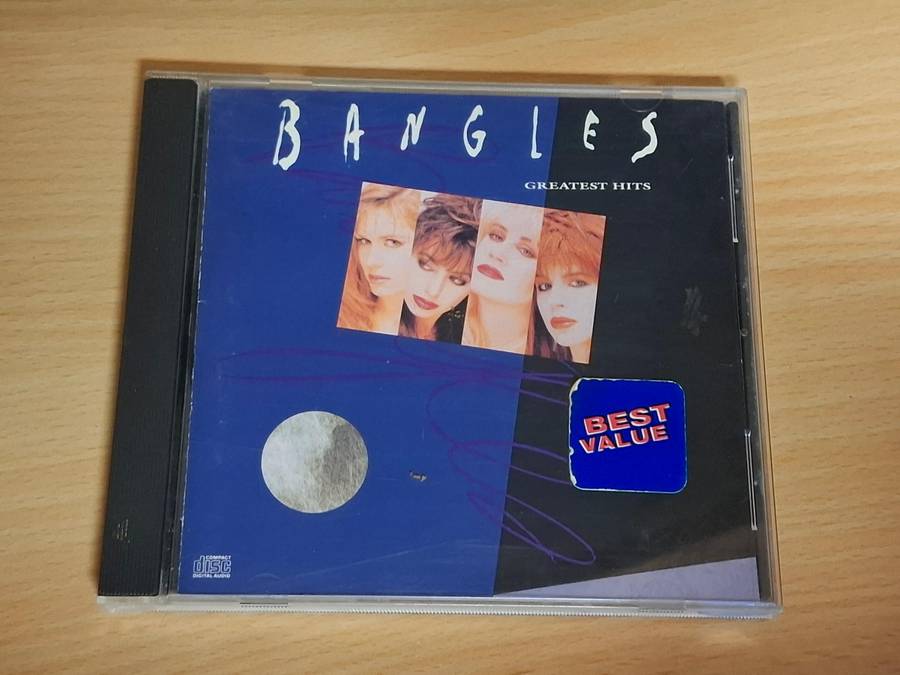 BANGLES
GREATEST HITS
BEST
VALUE
COMPACT
disc
DIGITAL AUDIO